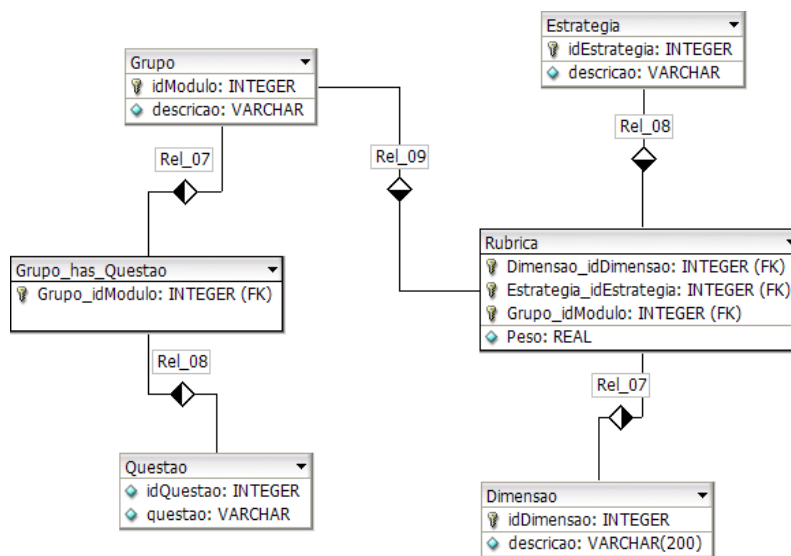 Estrategia
idEstrategia: INTEGER
descricao: VARCHAR
Grupo
idModulo: INTEGER
descricao: VARCHAR
Rel_08
Rel_07
Rel_09
Rubrica
Dimensao_idDimensao: INTEGER (FK)
Estrategia_idEstrategia: INTEGER (FK)
Grupo_idModulo: INTEGER (FK)
Peso: REAL
Grupo_has_Questao
Grupo_idModulo: INTEGER (FK)
Rel_08
Rel_07
Questao
idQuestao: INTEGER
questao: VARCHAR
Dimensao
idDimensao: INTEGER
descricao: VARCHAR(200)